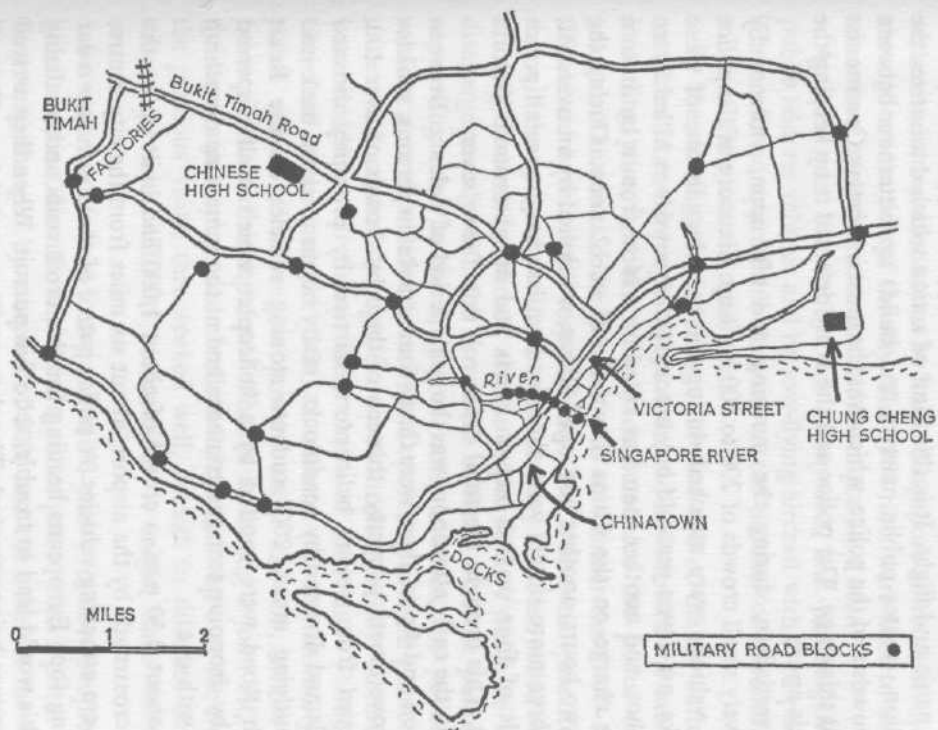 BUKIT
TIMAH
FACTORIES
Bukit Timah Road
CHINESE
HIGH SCHOOL
River
VICTORIA STREET
SINGAPORE RIVER
CHUNG CHENG
HIGH SCHOOL
CHINATOWN
DOCKS
MILES
0 1 2
MILITARY ROAD BLOCKS